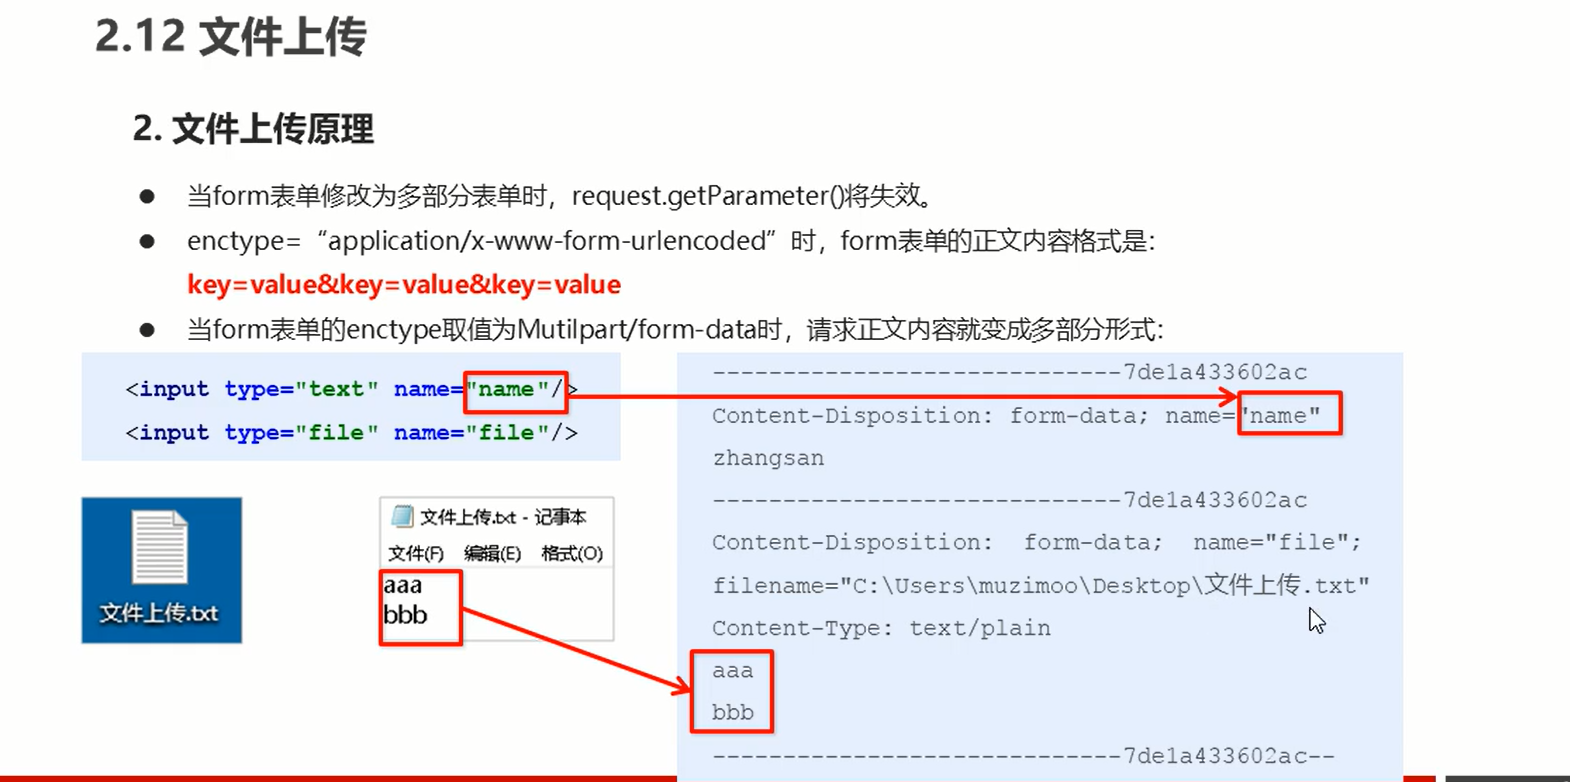 2.12 文件上传
2. 文件上传原理
● 当form表单修改为多部分表单时，request.getParameter()将失效。
● enctype=“application/x-www-form-urlencoded”时，form表单的正文内容格式是：
key=value&key=value&key=value
● 当form表单的enctype取值为Mutilpart/form-data时，请求正文内容就变成多部分形式：
<input type="text" name="name"/>
<input type="file" name="file"/>
文件上传.txt
文件上传.txt - 记事本
文件(F) 编辑(E) 格式(O)
aaa
bbb
-----------------------------7de1a433602ac
Content-Disposition: form-data; name="name"
zhangsan
-----------------------------7de1a433602ac
Content-Disposition: form-data; name="file";
filename="C:\Users\muzimoo\Desktop\文件上传.txt"
Content-Type: text/plain
aaa
bbb
-----------------------------7de1a433602ac--